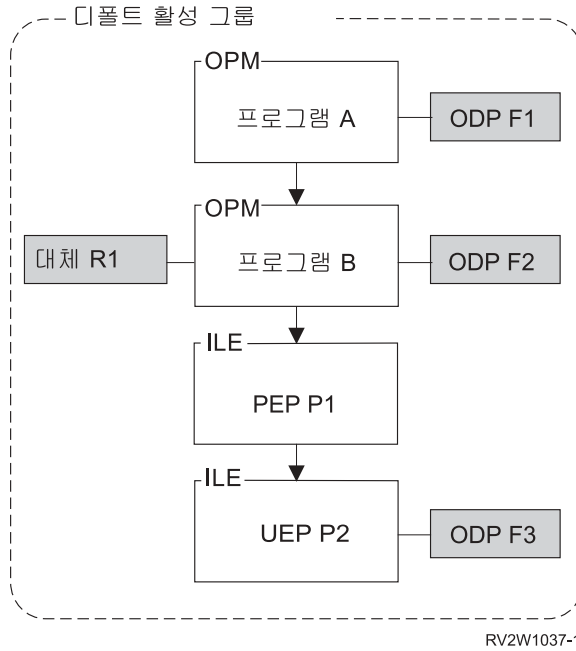 디폴트 활성 그룹
OPM
프로그램 A
ODP F1
OPM
대체 R1
프로그램 B
ODP F2
ILE
PEP P1
ILE
UEP P2
ODP F3
RV2W1037-1